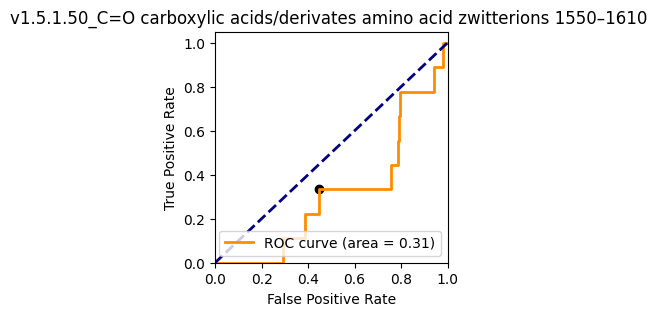 v1.5.1.50_C=O carboxylic acids/derivates amino acid zwitterions 1550–1610
1.0
0.8
0.6
0.4
0.2
0.0
True Positive Rate
ROC curve (area = 0.31)
0.0 0.2 0.4 0.6 0.8 1.0
False Positive Rate